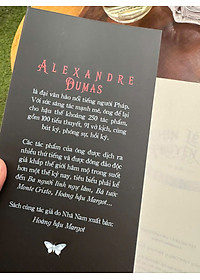 ALEXANDRE
DUMAS
là đại văn hào nổi tiếng người Pháp.
Với sức sáng tác mạnh mẽ, ông để lại
cho hậu thế khoảng 250 tác phẩm,
gồm 100 tiểu thuyết, 91 vở kịch, cùng
bút ký, phóng sự, hồi ký.
Các tác phẩm của ông được dịch ra
nhiều thứ tiếng và được đông đảo độc
giả khắp thế giới hâm mộ trong suốt
hơn một thế kỷ nay, tiêu biểu phải kể
đến Ba người lính ngự lâm, Bá tước
Monte Cristo, Hoàng hậu Margot...
Sách cùng tác giả do Nhã Nam xuất bản:
Hoàng hậu Margot